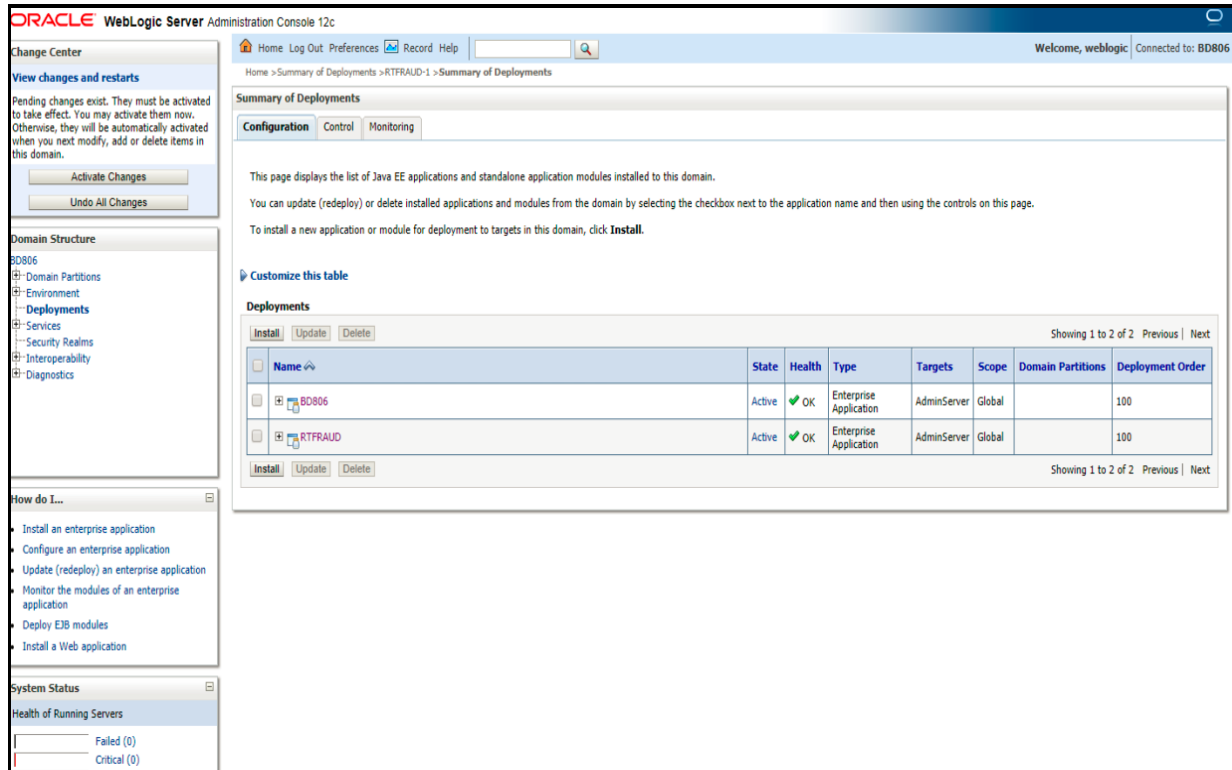 ORACLE WebLogic Server Administration Console 12c
Change Center
View changes and restarts
Pending changes exist. They must be activated
to take effect. You may activate them now.
Otherwise, they will be automatically activated
when you next modify, add or delete items in
this domain.
Activate Changes
Undo All Changes
Domain Structure
BD806
Domain Partitions
Environment
Deployments
Services
Security Realms
Interoperability
Diagnostics
How do I...
Install an enterprise application
Configure an enterprise application
Update (redeploy) an enterprise application
Monitor the modules of an enterprise
application
Deploy EJB modules
Install a Web application
System Status
Health of Running Servers
Failed (0)
Critical (0)
Home Log Out Preferences Record Help
Welcome, weblogic Connected to: BD806
Home >Summary of Deployments >RTFRAUD-1 >Summary of Deployments
Summary of Deployments
Configuration Control Monitoring
This page displays the list of Java EE applications and standalone application modules installed to this domain.
You can update (redeploy) or delete installed applications and modules from the domain by selecting the checkbox next to the application name and then using the controls on this page.
To install a new application or module for deployment to targets in this domain, click Install.
Customize this table
Deployments
Install Update Delete Showing 1 to 2 of 2 Previous | Next
Name State Health Type Targets Scope Domain Partitions Deployment Order
BD806 Active OK Enterprise Application AdminServer Global 100
RTFRAUD Active OK Enterprise Application AdminServer Global 100
Install Update Delete Showing 1 to 2 of 2 Previous | Next